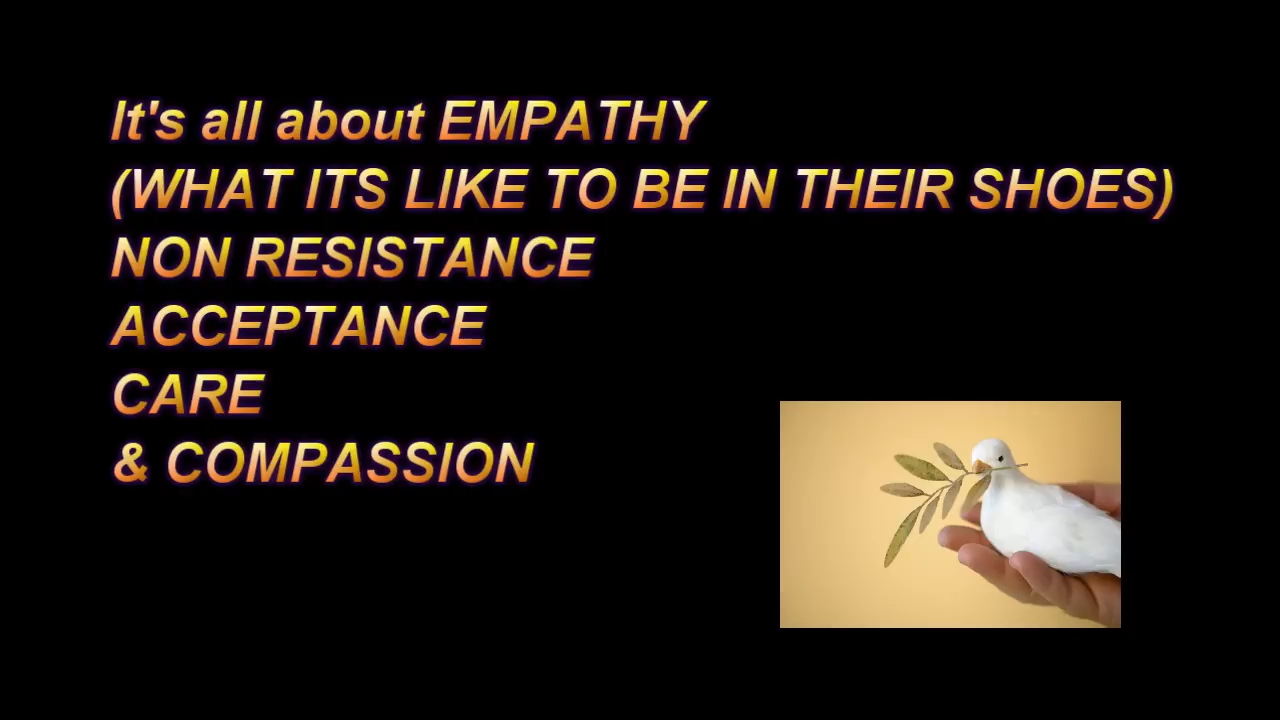 It's all about EMPATHY
(WHAT ITS LIKE TO BE IN THEIR SHOES)
NON RESISTANCE
ACCEPTANCE
CARE
& COMPASSION